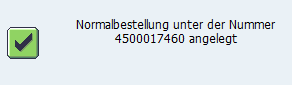 Normalbestellung unter der Nummer
4500017460 angelegt